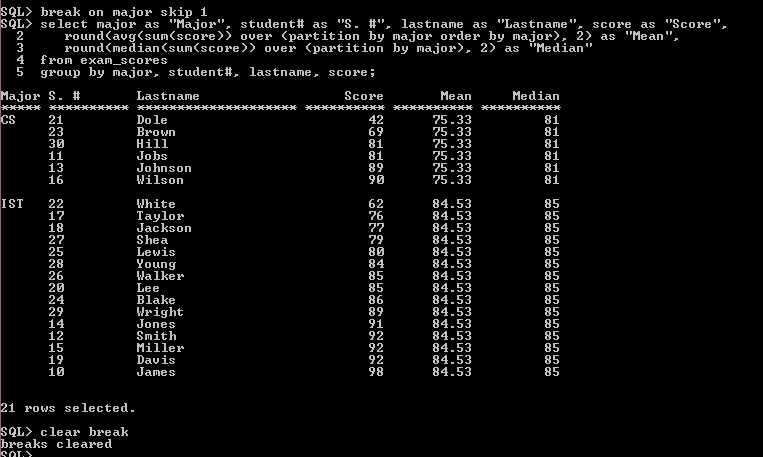 SQL> break on major skip 1
SQL> select major as "Major", student# as "S. #", lastname as "Lastname", score as "Score",
  2      round(avg(sum(score)) over (partition by major order by major), 2) as "Mean",
  3      round(median(sum(score)) over (partition by major), 2) as "Median"
  4  from exam_scores
  5  group by major, student#, lastname, score;
Major S. #       Lastname                  Score       Mean     Median
***** ********** ******************** ********** ********** **********
CS    21         Dole                         42      75.33         81
      23         Brown                        69      75.33         81
      30         Hill                         81      75.33         81
      11         Jobs                         81      75.33         81
      13         Johnson                      89      75.33         81
      16         Wilson                       90      75.33         81
IST   22         White                        62      84.53         85
      17         Taylor                       76      84.53         85
      18         Jackson                      77      84.53         85
      27         Shea                         79      84.53         85
      25         Lewis                        80      84.53         85
      28         Young                        84      84.53         85
      26         Walker                       85      84.53         85
      20         Lee                          85      84.53         85
      24         Blake                        86      84.53         85
      29         Wright                       89      84.53         85
      14         Jones                        91      84.53         85
      12         Smith                        92      84.53         85
      15         Miller                       92      84.53         85
      19         Davis                        92      84.53         85
      10         James                        98      84.53         85
21 rows selected.
SQL> clear break
breaks cleared
SQL>